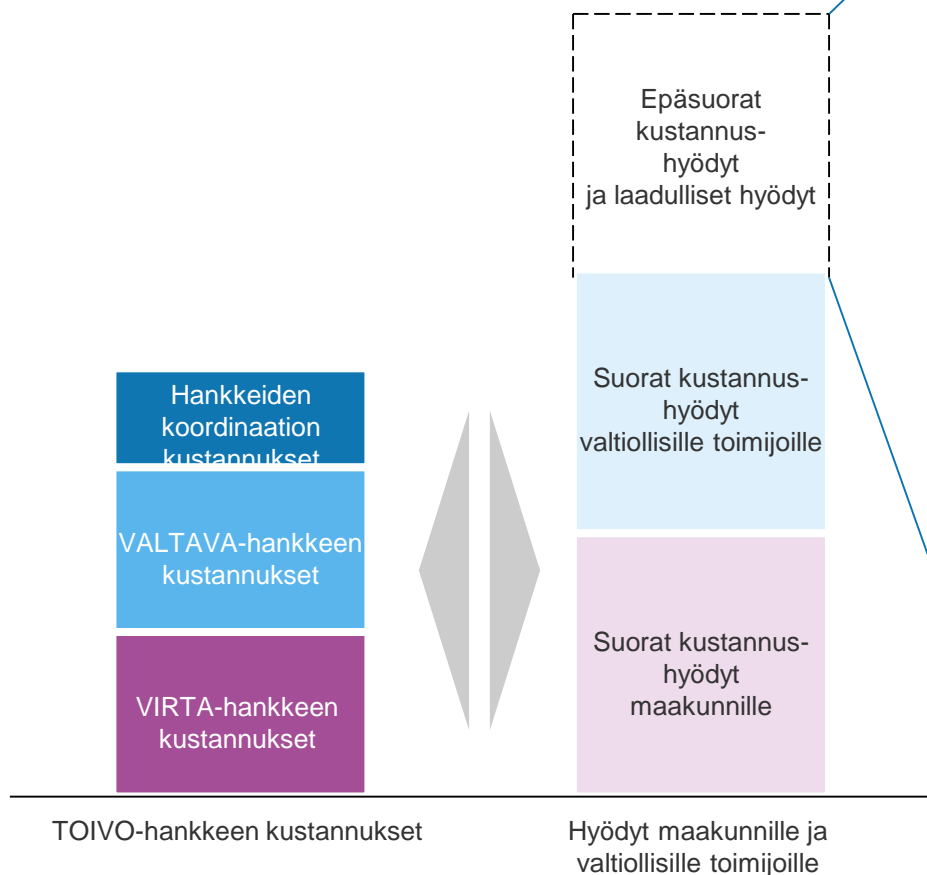 Epäsuorat
kustannus-
hyödyt
ja laadulliset hyödyt
Hankkeiden
koordinaation
kustannukset
VALTAVA-hankkeen
kustannukset
VIRTA-hankkeen
kustannukset
Suorat kustannus-
hyödyt
valtiollisille toimijoille
Suorat kustannus-
hyödyt
maakunnille
TOIVO-hankkeen kustannukset
Hyödyt maakunnille ja
valtiollisille toimijoille